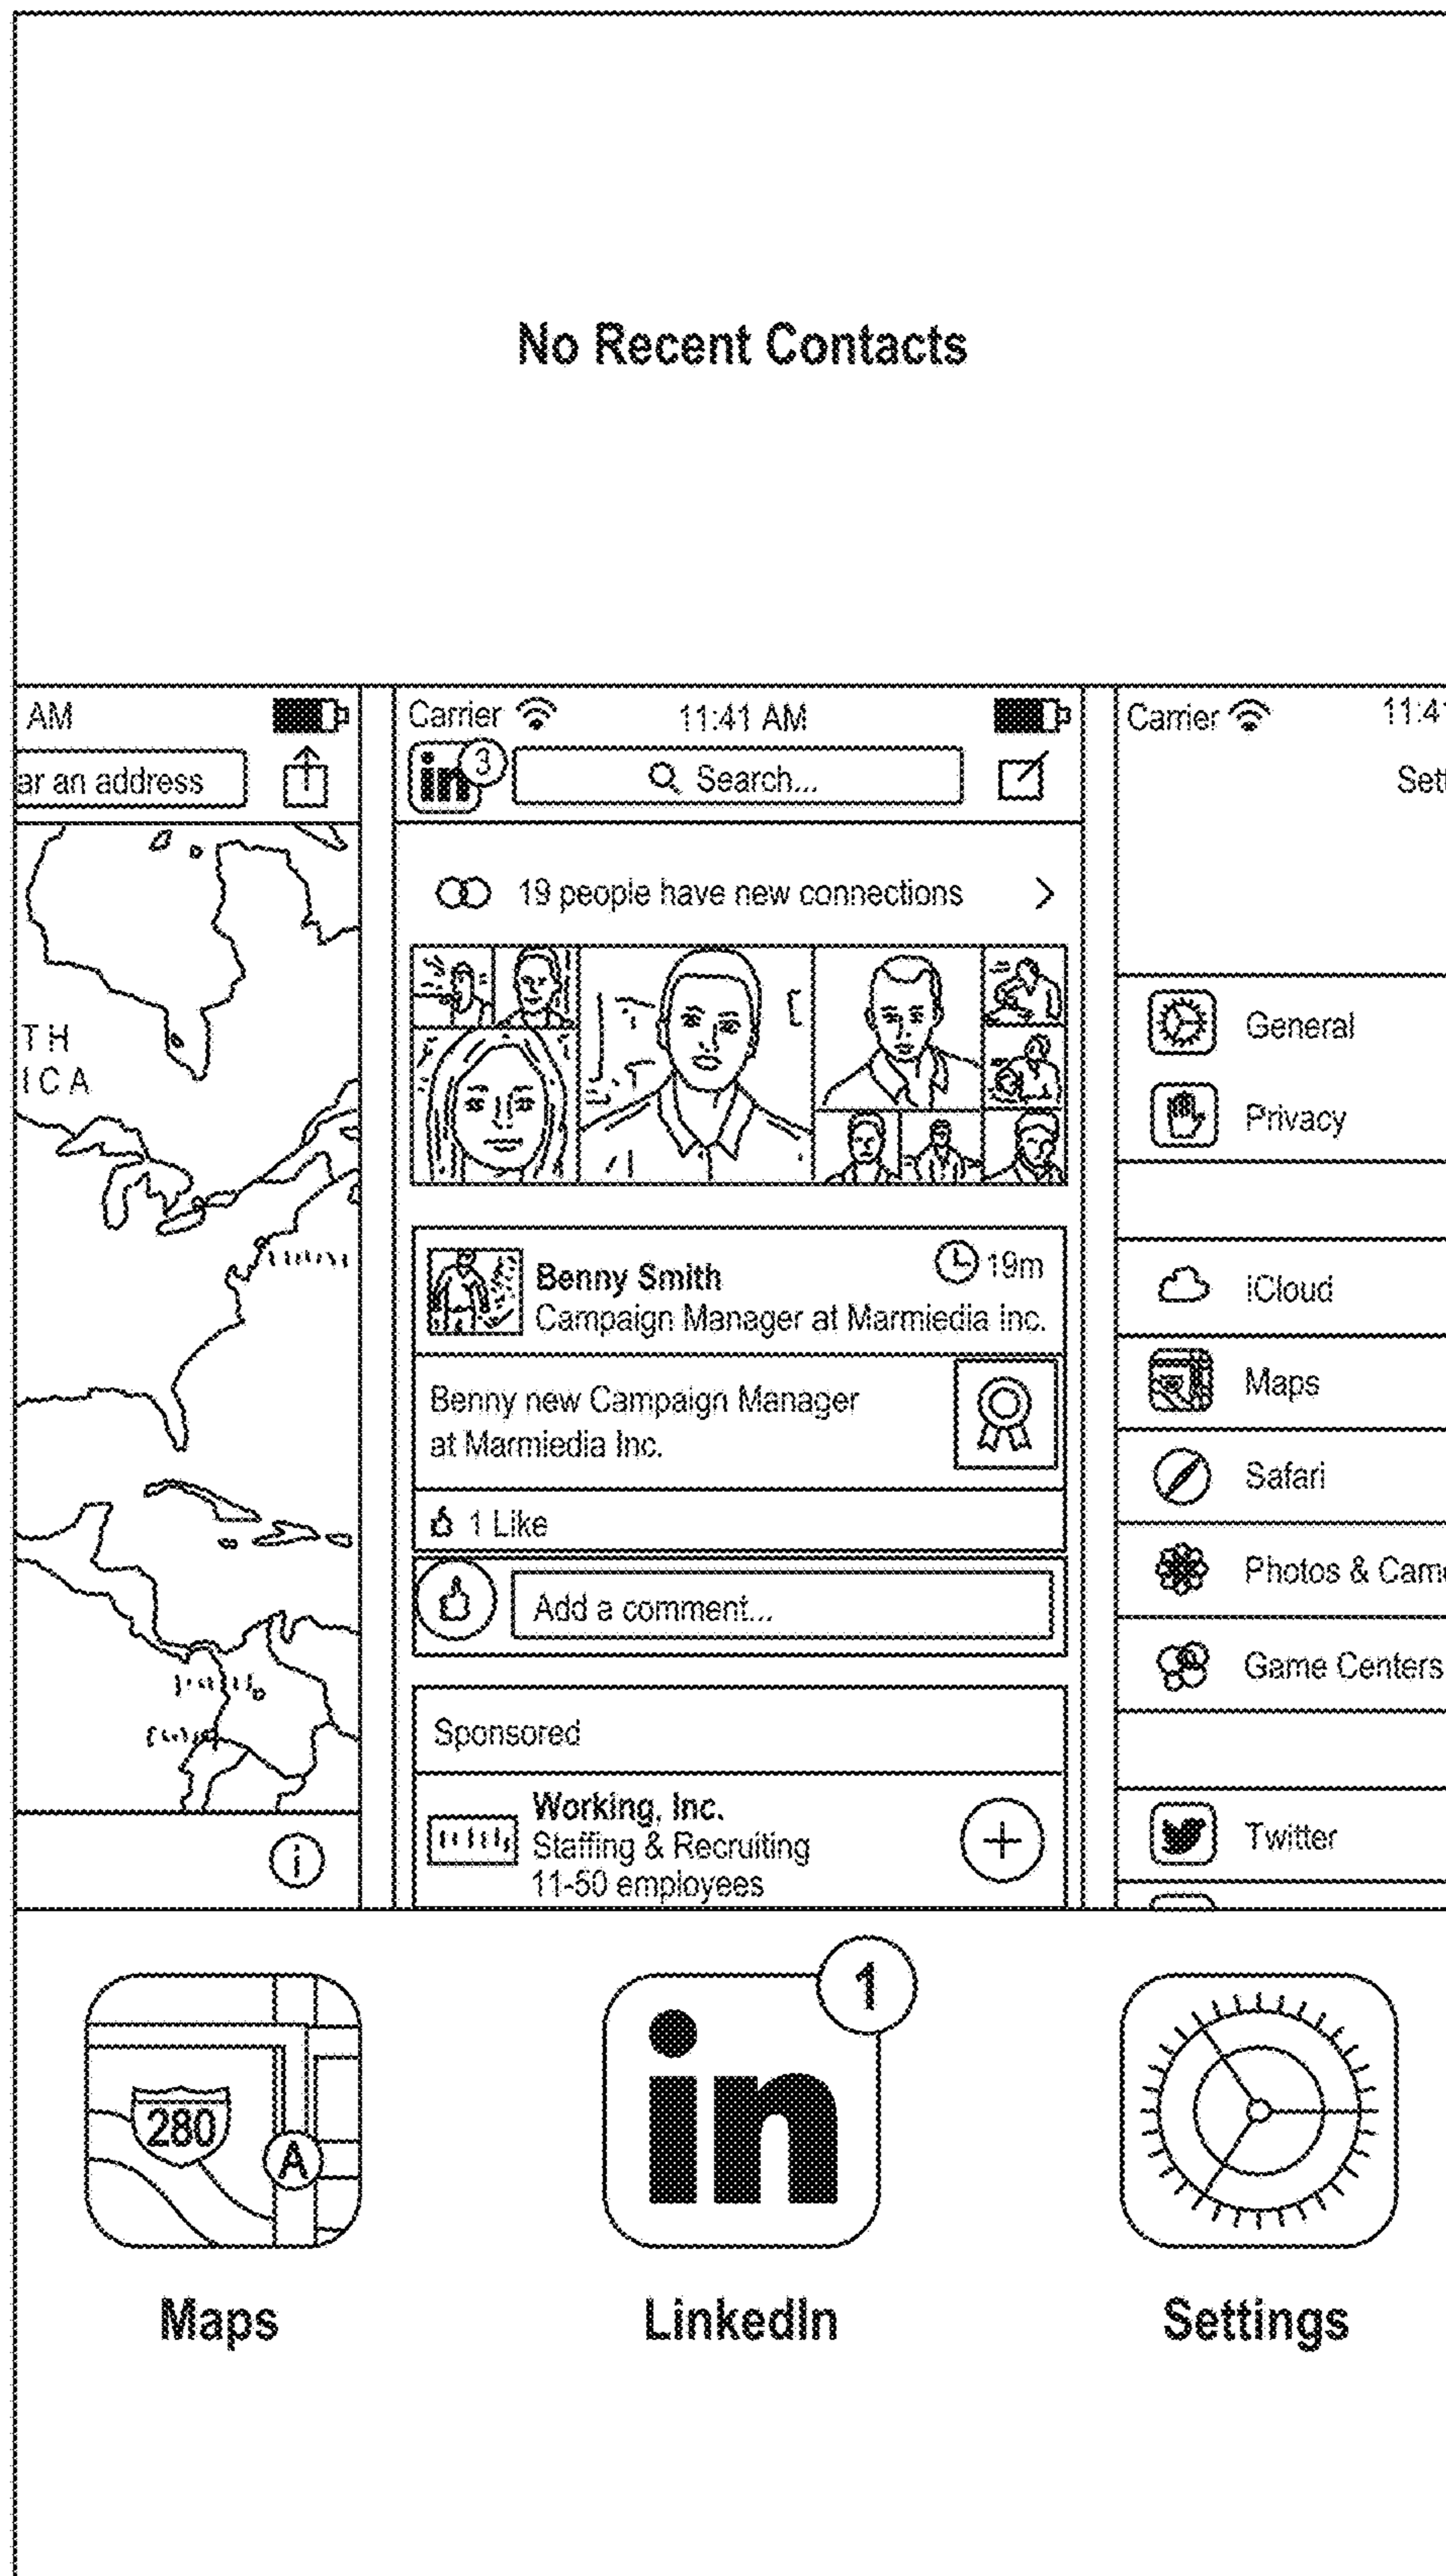 No Recent Contacts
AM
ar an address
TH
ICA
Carrier
11:41 AM
in
3
Search...
19 people have new connections
Benny Smith
19m
Campaign Manager at Marmiedia Inc.
Benny new Campaign Manager
at Marmiedia Inc.
1 Like
Add a comment...
Sponsored
Working, Inc.
Staffing & Recruiting
11-50 employees
Carrier
11:41
Sett
General
Privacy
iCloud
Maps
Safari
Photos & Came
Game Centers
Twitter
i
280
A
Maps
in
1
LinkedIn
Settings